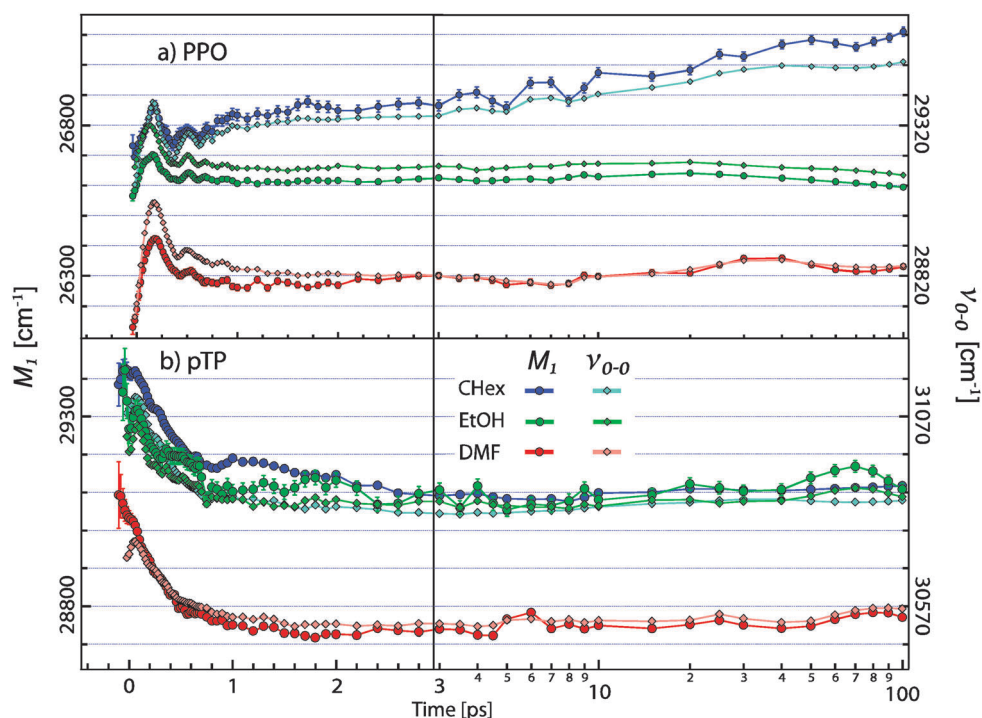 a) PPO
26800
26300
29320
28820
M1 [cm-1]
ν0-0 [cm-1]
b) pTP
M1 ν0-0
CHex
EtOH
DMF
29300
28800
31070
30570
0 1 2 3 4 5 6 7 8 9 10 2 3 4 5 6 7 8 9 100
Time [ps]